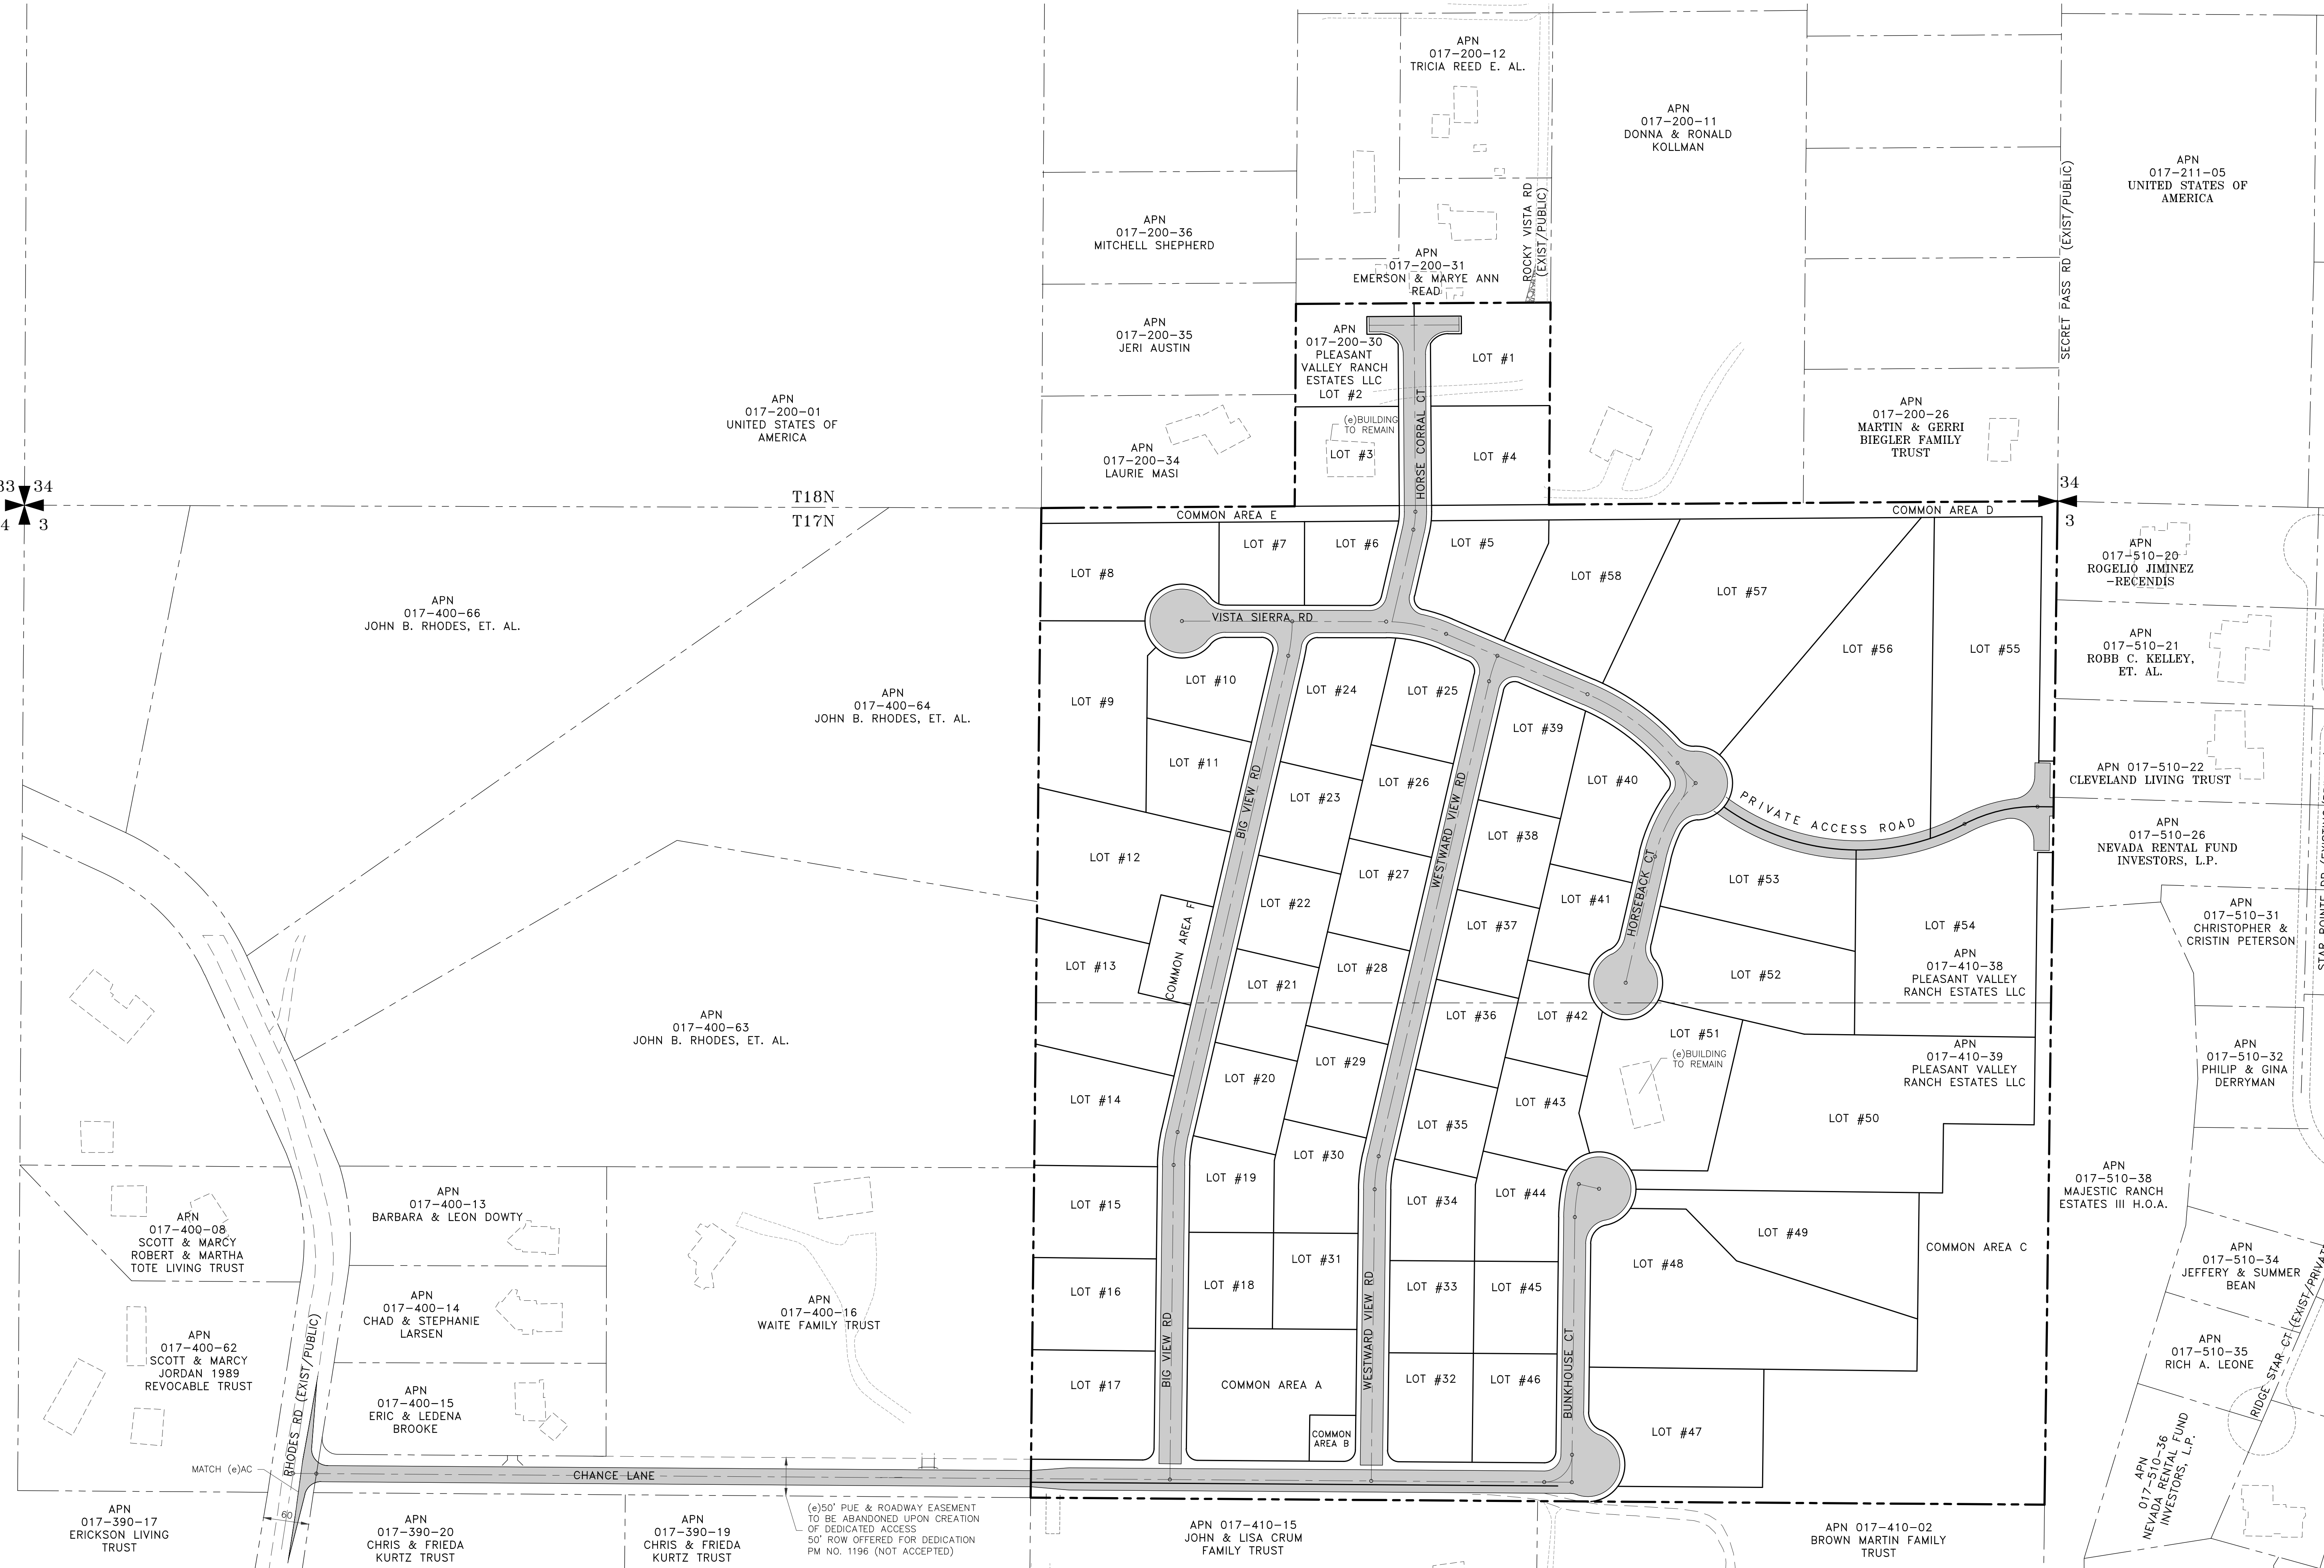 APN
017-200-12
TRICIA REED E. AL.
APN
017-200-11
DONNA & RONALD
KOLLMAN
APN
017-211-05
UNITED STATES OF
AMERICA
SECRET PASS RD (EXIST/PUBLIC)
ROCKY VISTA RD
(EXIST/PUBLIC)
APN
017-200-36
MITCHELL SHEPHERD
APN
017-200-31
EMERSON & MARYE ANN
READ
APN
017-200-35
JERI AUSTIN
APN
017-200-30
PLEASANT
VALLEY RANCH
ESTATES LLC
LOT #2
LOT #1
HORSE CORRAL CT
APN
017-200-01
UNITED STATES OF
AMERICA
APN
017-200-26
MARTIN & GERRI
BIEGLER FAMILY
TRUST
(e)BUILDING
TO REMAIN
LOT #3
LOT #4
APN
017-200-34
LAURIE MASI
33 34
4 3
T18N
T17N
34
3
COMMON AREA E
COMMON AREA D
LOT #7
LOT #6
LOT #5
LOT #8
LOT #58
LOT #57
APN
017-510-20
ROGELIO JIMINEZ
-RECENDIS
APN
017-400-66
JOHN B. RHODES, ET. AL.
VISTA SIERRA RD
LOT #56
LOT #55
APN
017-510-21
ROBB C. KELLEY,
ET. AL.
APN
017-400-64
JOHN B. RHODES, ET. AL.
LOT #9
LOT #10
LOT #24
LOT #25
LOT #39
LOT #11
LOT #23
LOT #26
LOT #40
APN 017-510-22
CLEVELAND LIVING TRUST
BIG VIEW RD
WESTWARD VIEW RD
PRIVATE ACCESS ROAD
APN
017-510-26
NEVADA RENTAL FUND
INVESTORS, L.P.
LOT #12
LOT #38
LOT #27
LOT #53
HORSEBACK CT
LOT #22
LOT #41
LOT #37
LOT #54
APN
017-410-38
PLEASANT VALLEY
RANCH ESTATES LLC
APN
017-510-31
CHRISTOPHER &
CRISTIN PETERSON
COMMON AREA F
LOT #13
LOT #21
LOT #28
LOT #52
APN
017-400-63
JOHN B. RHODES, ET. AL.
LOT #36
LOT #42
LOT #51
(e)BUILDING
TO REMAIN
APN
017-410-39
PLEASANT VALLEY
RANCH ESTATES LLC
APN
017-510-32
PHILIP & GINA
DERRYMAN
LOT #29
LOT #20
LOT #14
LOT #43
LOT #35
LOT #50
LOT #30
LOT #19
LOT #34
LOT #44
LOT #15
APN
017-510-38
MAJESTIC RANCH
ESTATES III H.O.A.
APN
017-400-08
SCOTT & MARCY
ROBERT & MARTHA
TOTE LIVING TRUST
APN
017-400-13
BARBARA & LEON DOWTY
LOT #49
LOT #48
COMMON AREA C
LOT #31
LOT #18
LOT #33
LOT #45
LOT #16
APN
017-510-34
JEFFERY & SUMMER
BEAN
APN
017-400-14
CHAD & STEPHANIE
LARSEN
APN
017-400-16
WAITE FAMILY TRUST
APN
017-400-62
SCOTT & MARCY
JORDAN 1989
REVOCABLE TRUST
RHODES RD (EXIST/PUBLIC)
BIG VIEW RD
WESTWARD VIEW RD
BUNKHOUSE CT
APN
017-510-35
RICH A. LEONE
RIDGE STAR CT (EXIST/PRIVATE
APN
017-400-15
ERIC & LEDENA
BROOKE
LOT #17
COMMON AREA A
LOT #32
LOT #46
COMMON
AREA B
LOT #47
APN
017-510-36
NEVADA RENTAL FUND
INVESTORS, L.P.
MATCH (e)AC
CHANCE LANE
60
(e)50' PUE & ROADWAY EASEMENT
TO BE ABANDONED UPON CREATION
OF DEDICATED ACCESS
50' ROW OFFERED FOR DEDICATION
PM NO. 1196 (NOT ACCEPTED)
APN
017-390-17
ERICKSON LIVING
TRUST
APN
017-390-20
CHRIS & FRIEDA
KURTZ TRUST
APN
017-390-19
CHRIS & FRIEDA
KURTZ TRUST
APN 017-410-15
JOHN & LISA CRUM
FAMILY TRUST
APN 017-410-02
BROWN MARTIN FAMILY
TRUST